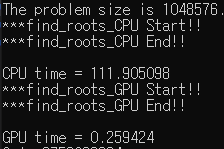 The problem size is 1048576.
***find_roots_CPU Start!!
***find_roots_CPU End!!
CPU time = 111.905098
***find_roots_GPU Start!!
***find_roots_GPU End!!
GPU time = 0.259424